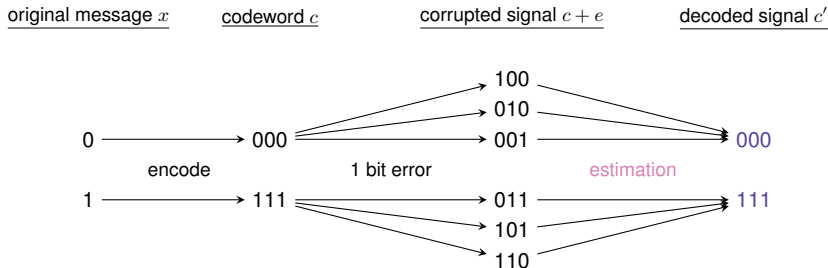 original message x codeword c corrupted signal c + e decoded signal c′
100
010
0 000 001 000
encode 1 bit error estimation
1 111 011 111
101
110